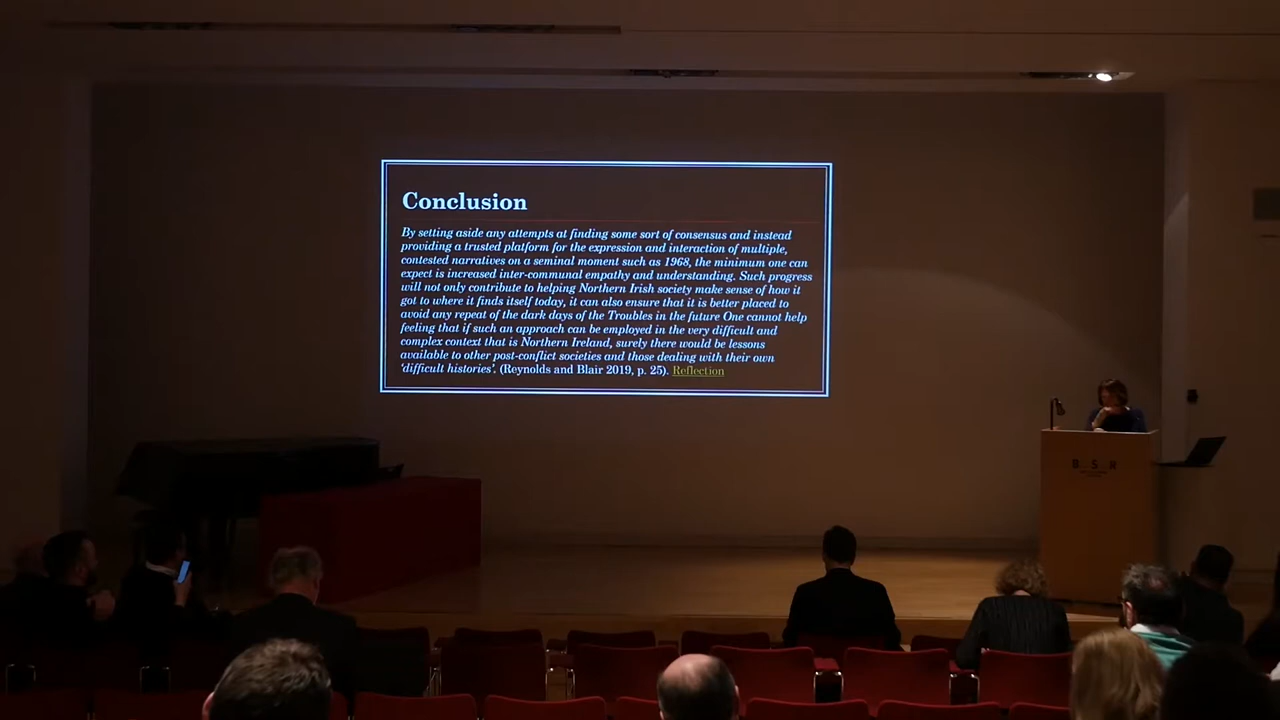 Conclusion
By setting aside any attempts at finding some sort of consensus and instead
providing a trusted platform for the expression and interaction of multiple,
contested narratives on a seminal moment such as 1968, the minimum one can
expect is increased inter-communal empathy and understanding. Such progress
will not only contribute to helping Northern Irish society make sense of how it
got to where it finds itself today, it can also ensure that it is better placed to
avoid any repeat of the dark days of the Troubles in the future One cannot help
feeling that if such an approach can be employed in the very difficult and
complex context that is Northern Ireland, surely there would be lessons
available to other post-conflict societies and those dealing with their own
'difficult histories'. (Reynolds and Blair 2019, p. 25). Reflection